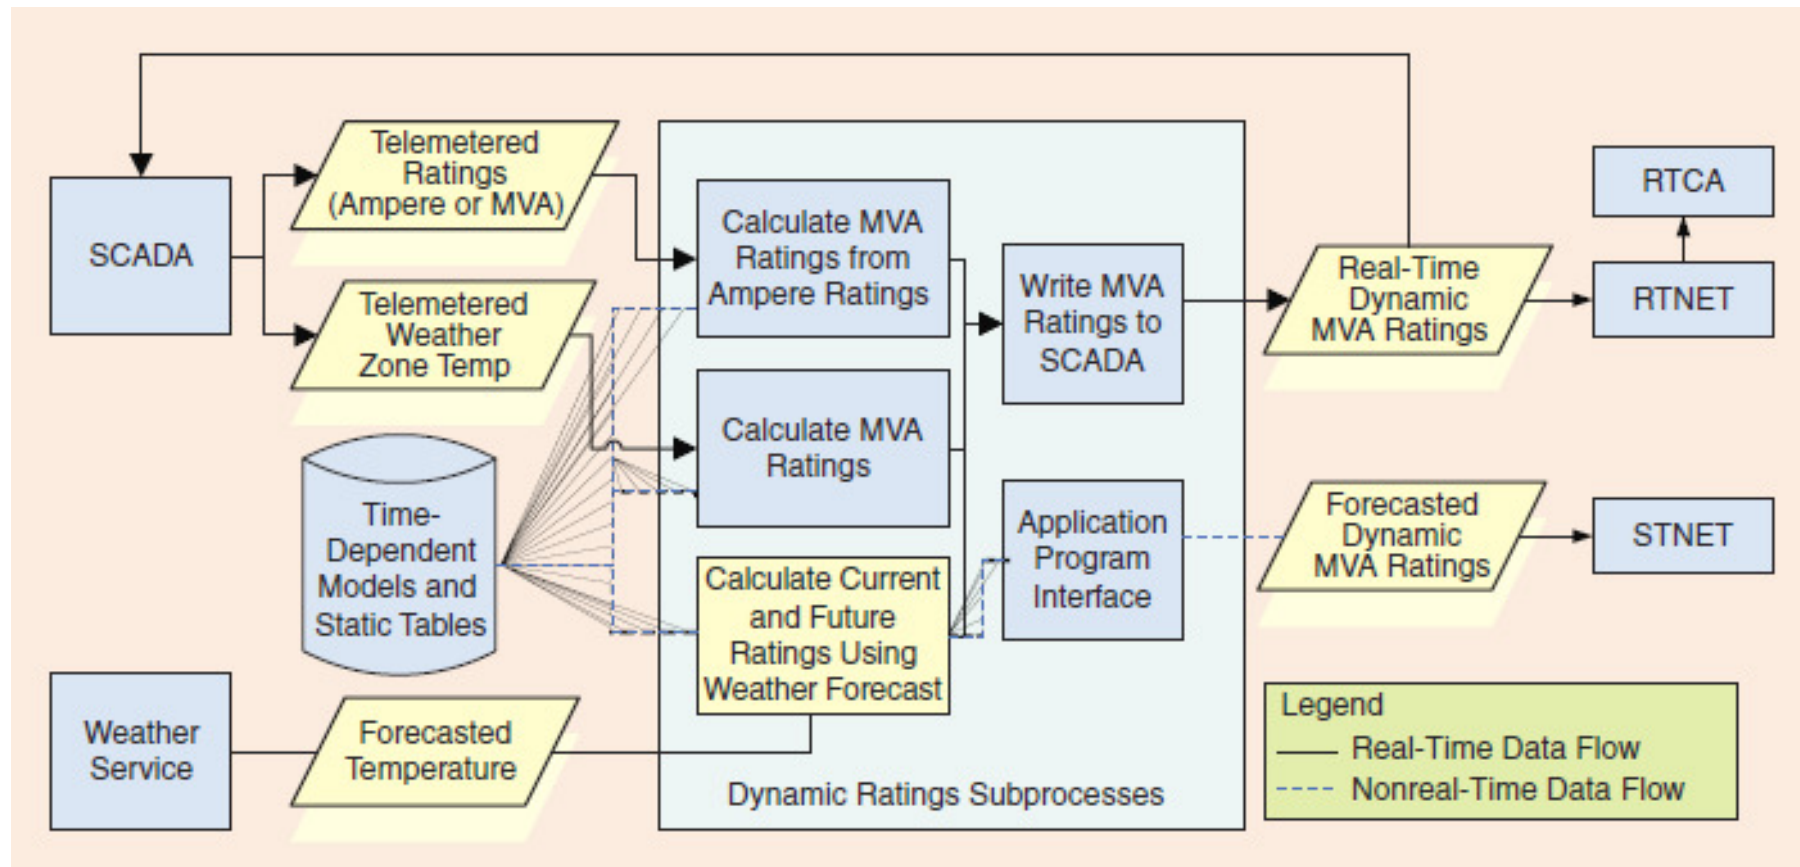 Telemetered
Ratings
(Ampere or MVA)
SCADA
Telemetered
Weather
Zone Temp
Time-
Dependent
Models and
Static Tables
Weather
Service
Forecasted
Temperature
Calculate MVA
Ratings from
Ampere Ratings
Calculate MVA
Ratings
Calculate Current
and Future
Ratings Using
Weather Forecast
Write MVA
Ratings to
SCADA
Application
Program
Interface
Dynamic Ratings Subprocesses
Real-Time
Dynamic
MVA Ratings
RTCA
RTNET
Forecasted
Dynamic
MVA Ratings
STNET
Legend
Real-Time Data Flow
Nonreal-Time Data Flow